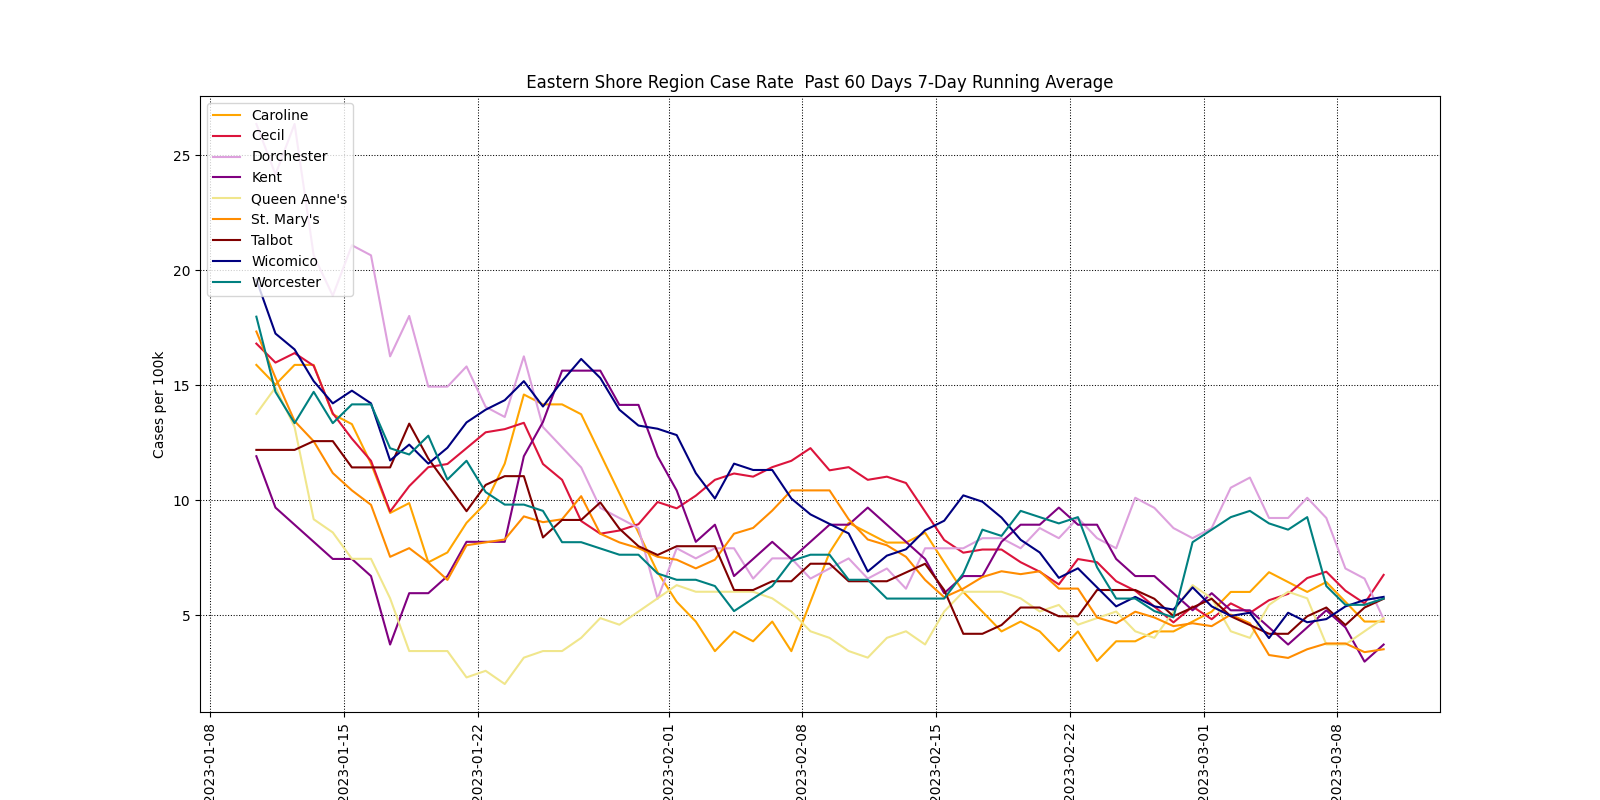 Eastern Shore Region Case Rate  Past 60 Days 7-Day Running Average
Caroline
Cecil
Dorchester
Kent
Queen Anne's
St. Mary's
Talbot
Wicomico
Worcester
25
20
15
10
5
Cases per 100k
2023-01-08
2023-01-15
2023-01-22
2023-02-01
2023-02-08
2023-02-15
2023-02-22
2023-03-01
2023-03-08